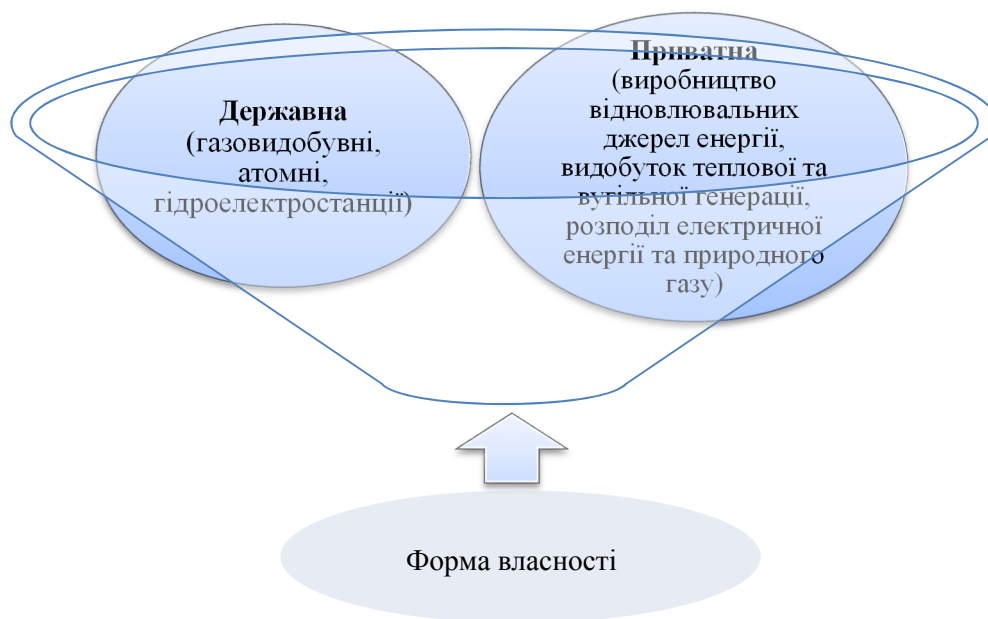 Державна
(газовидобувні,
атомні,
гідроелектростанції)
Приватна
(виробництво
відновлювальних
джерел енергії,
видобуток теплової та
вугільної генерації,
розподіл електричної
енергії та природного
газу)
Форма власності